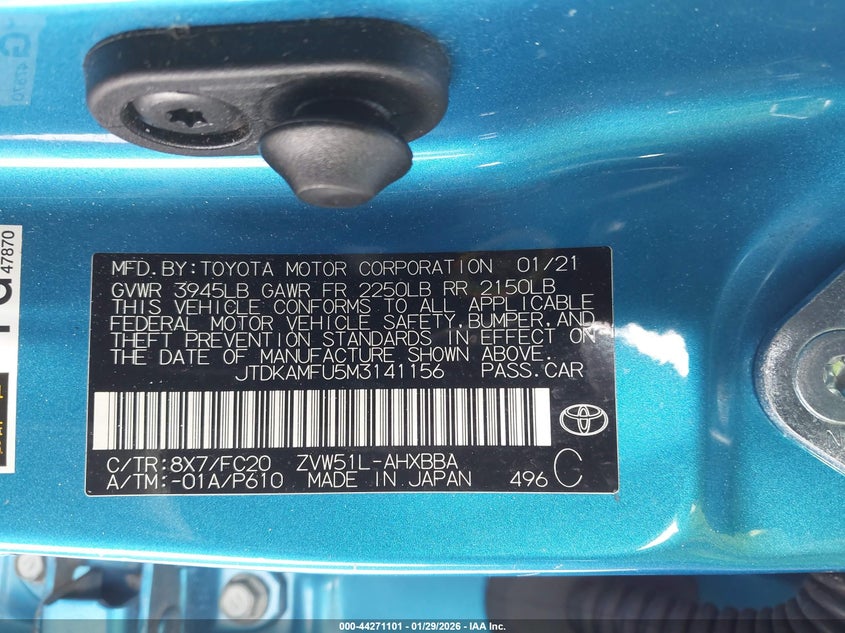 G
47870
47870
MFD.BY:TOYOTA MOTOR CORPORATION 01/21
GVWR 3945LB GAWR FR 2250LB RR 2150LB
THIS VEHICLE CONFORMS TO ALL APPLICABLE
FEDERAL MOTOR VEHICLE SAFETY,BUMPER,AND
THEFT PREVENTION STANDARDS IN EFFECT ON
THE DATE OF MANUFACTURE SHOWN ABOVE.
JTDKAMFU5M3141156 PASS.CAR
C/TR:8X7/FC20 ZVW51L-AHXBBA
A/TM:-01A/P610 MADE IN JAPAN 496 C
000-44271101 - 01/29/2026 - IAA Inc.